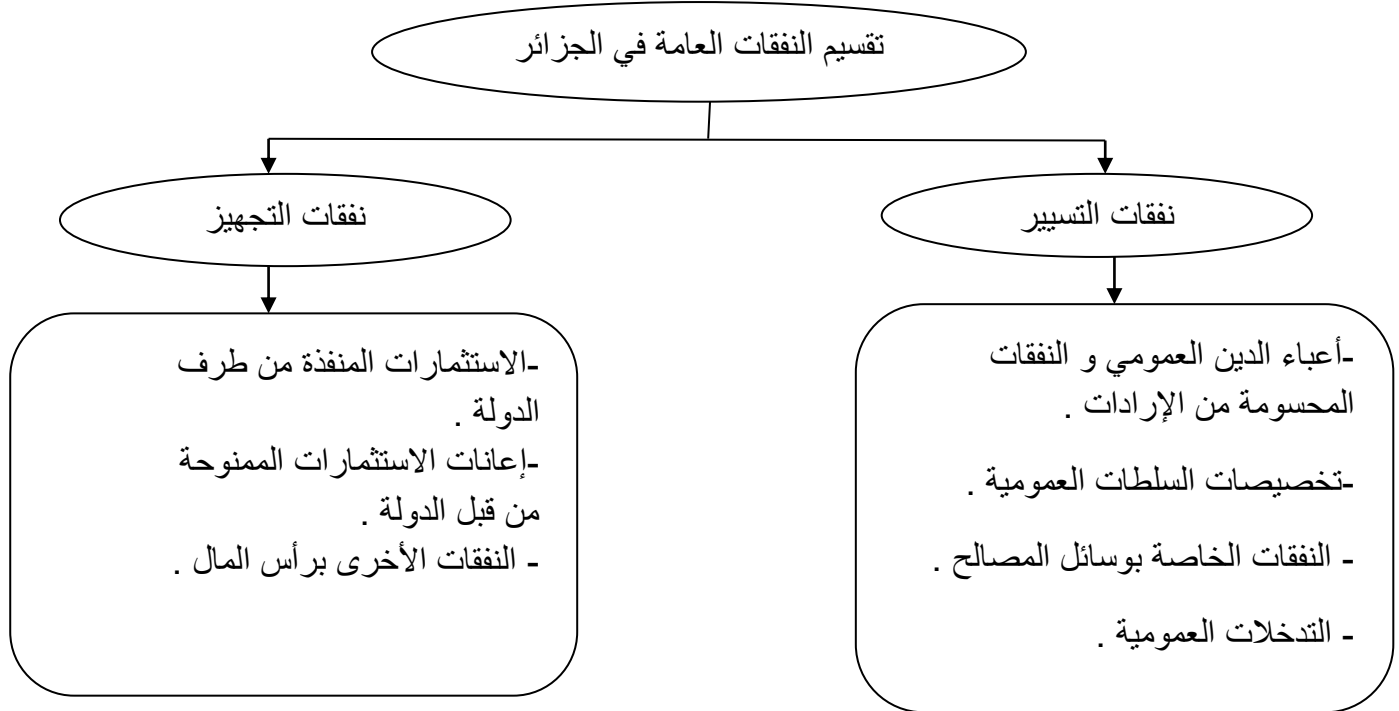 تقسيم النفقات العامة في الجزائر
نفقات التسيير
نفقات التجهيز
-أعباء الدين العمومي و النفقات
المحسومة من الإرادات .
-تخصيصات السلطات العمومية .
- النفقات الخاصة بوسائل المصالح .
- التدخلات العمومية .
-الاستثمارات المنفذة من طرف
الدولة .
-إعانات الاستثمارات الممنوحة
من قبل الدولة .
- النفقات الأخرى برأس المال .